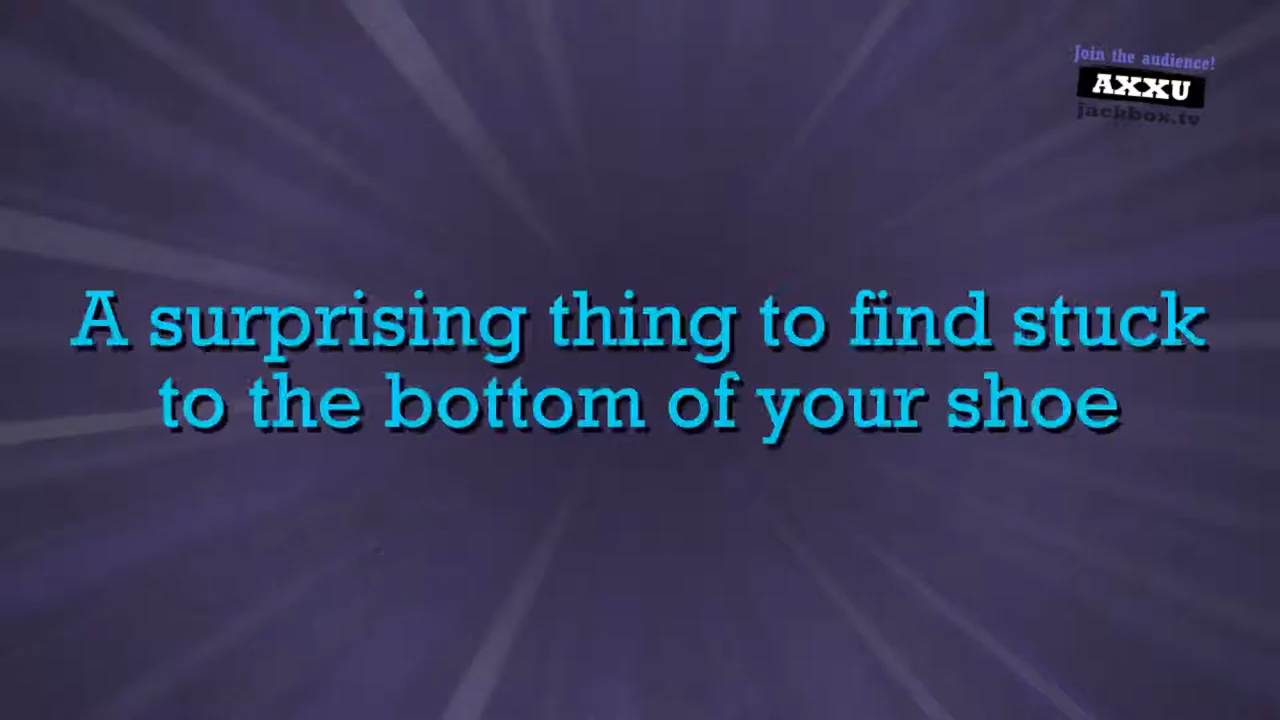 Join the audience!
AXXU
jackbox.tv
A surprising thing to find stuck
to the bottom of your shoe